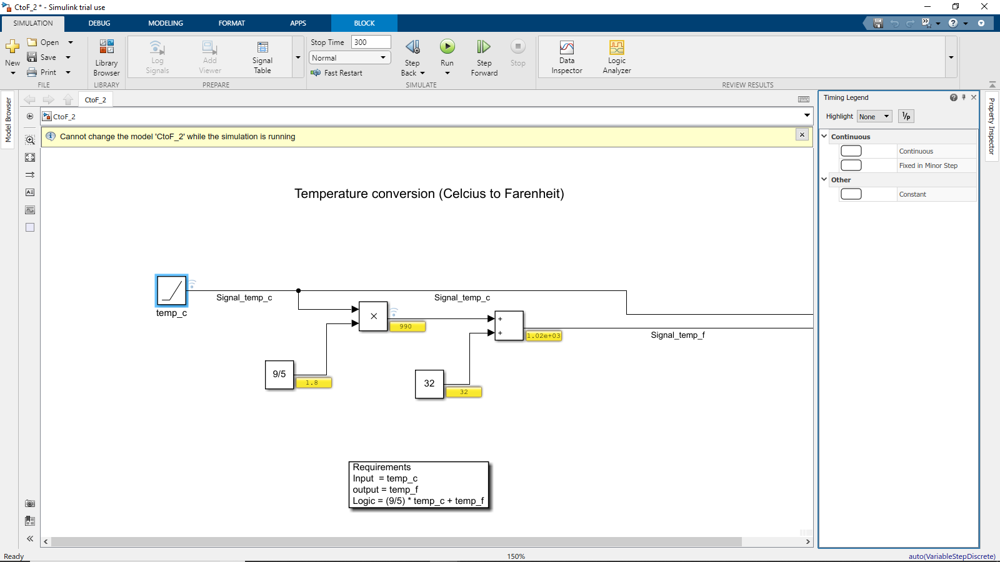 CtoF_2 * - Simulink trial use
SIMULATION DEBUG MODELING FORMAT APPS BLOCK
New
Open
Save
Print
FILE
Library
Browser
LIBRARY
Log
Signals
Add
Viewer
Signal
Table
PREPARE
Stop Time 300
Normal
Fast Restart
Step
Back
Run
Step
Forward
Stop
SIMULATE
Data
Inspector
Logic
Analyzer
REVIEW RESULTS
Model Browser
CtoF_2
CtoF_2
Cannot change the model 'CtoF_2' while the simulation is running
Temperature conversion (Celcius to Farenheit)
temp_c
Signal_temp_c
Signal_temp_c
×
990
+
+
1.02e+03
Signal_temp_f
9/5
1.8
32
32
Requirements
Input = temp_c
output = temp_f
Logic = (9/5) * temp_c + temp_f
Timing Legend
Highlight None 1/P
Continuous
Continuous
Fixed in Minor Step
Other
Constant
Property Inspector
Ready
150%
auto(VariableStepDiscrete)